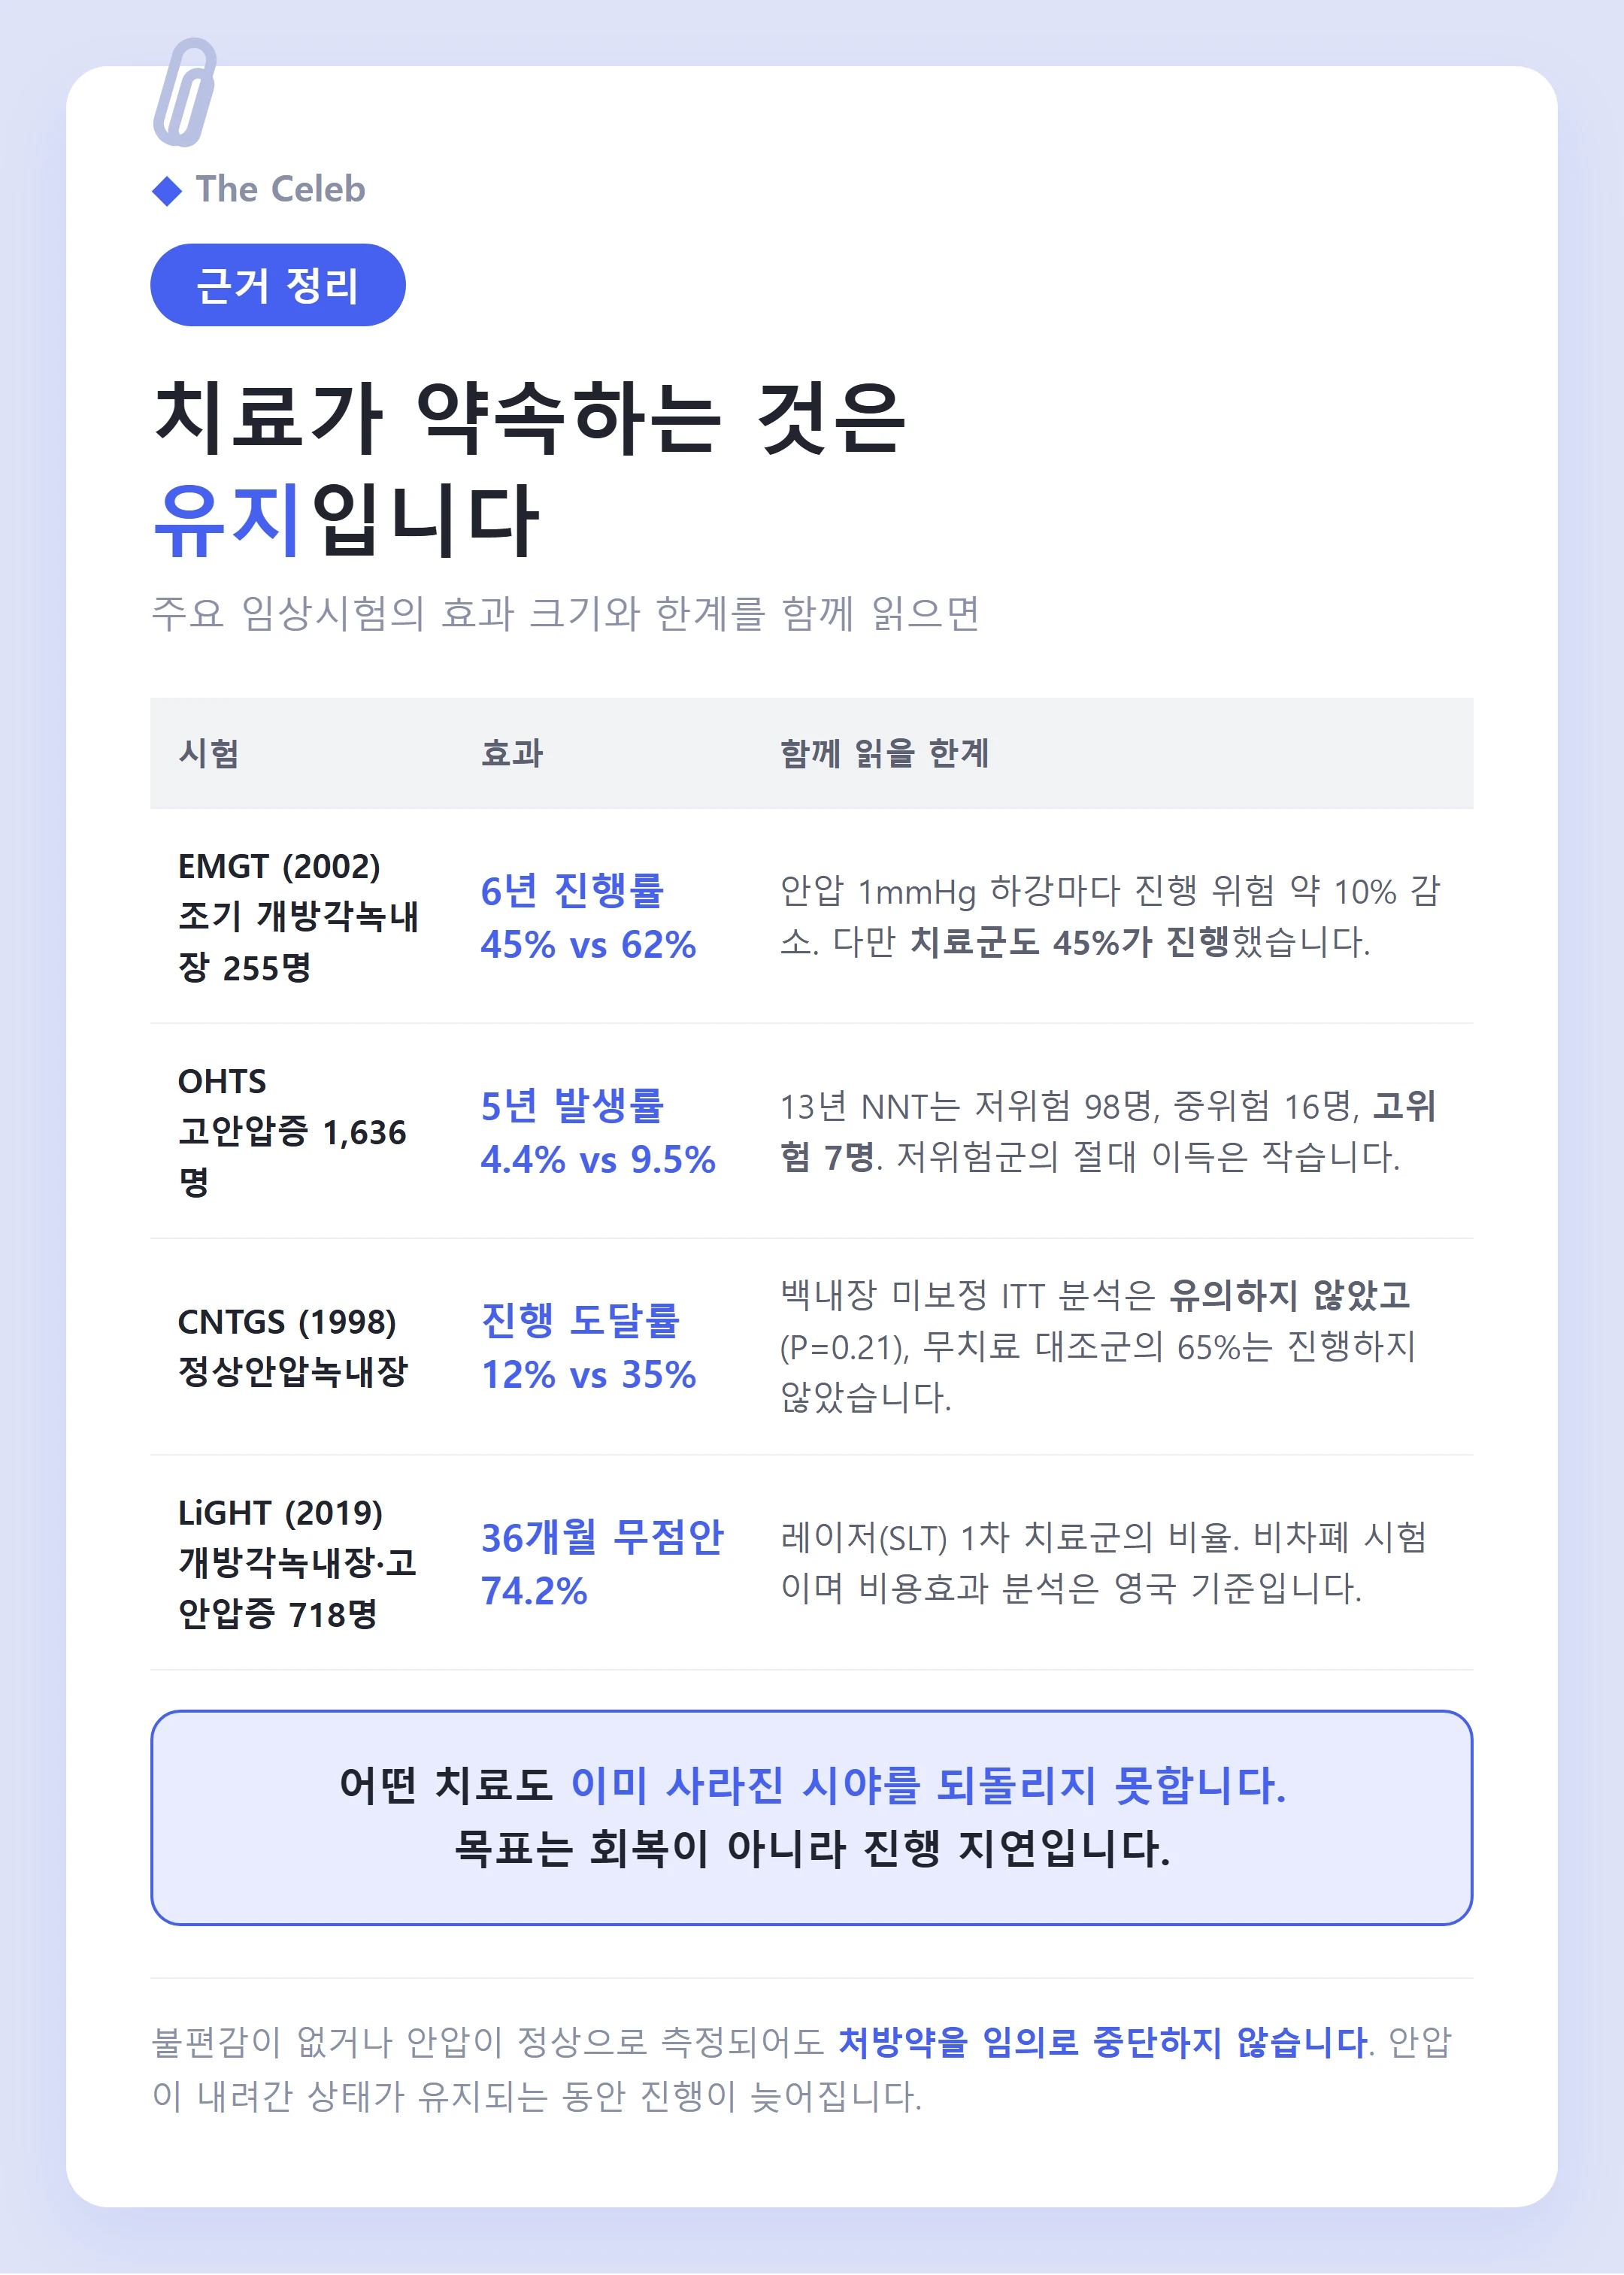 The Celeb
근거 정리
치료가 약속하는 것은
유지입니다
주요 임상시험의 효과 크기와 한계를 함께 읽으면
시험 효과 함께 읽을 한계
EMGT (2002)
조기 개방각녹내
장 255명
6년 진행률
45% vs 62%
안압 1mmHg 하강마다 진행 위험 약 10% 감
소. 다만 치료군도 45%가 진행했습니다.
OHTS
고안압증 1,636
명
5년 발생률
4.4% vs 9.5%
13년 NNT는 저위험 98명, 중위험 16명, 고위
험 7명. 저위험군의 절대 이득은 작습니다.
CNTGS (1998)
정상안압녹내장
진행 도달률
12% vs 35%
백내장 미보정 ITT 분석은 유의하지 않았고
(P=0.21), 무치료 대조군의 65%는 진행하지
않았습니다.
LiGHT (2019)
개방각녹내장·고
안압증 718명
36개월 무점안
74.2%
레이저(SLT) 1차 치료군의 비율. 비차폐 시험
이며 비용효과 분석은 영국 기준입니다.
어떤 치료도 이미 사라진 시야를 되돌리지 못합니다.
목표는 회복이 아니라 진행 지연입니다.
불편감이 없거나 안압이 정상으로 측정되어도 처방약을 임의로 중단하지 않습니다. 안압
이 내려간 상태가 유지되는 동안 진행이 늦어집니다.